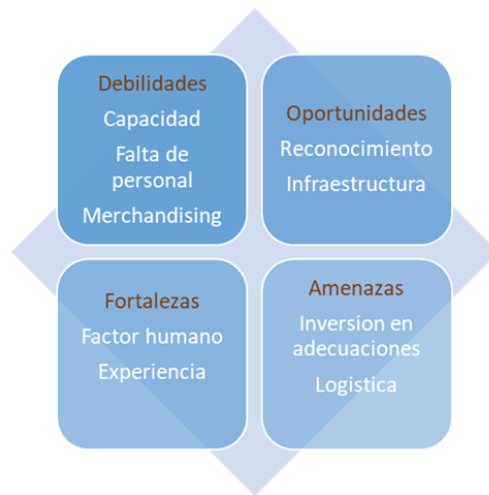 Debilidades
Capacidad
Falta de
personal
Merchandising
Oportunidades
Reconocimiento
Infraestructura
Fortalezas
Factor humano
Experiencia
Amenazas
Inversion en
adecuaciones
Logistica